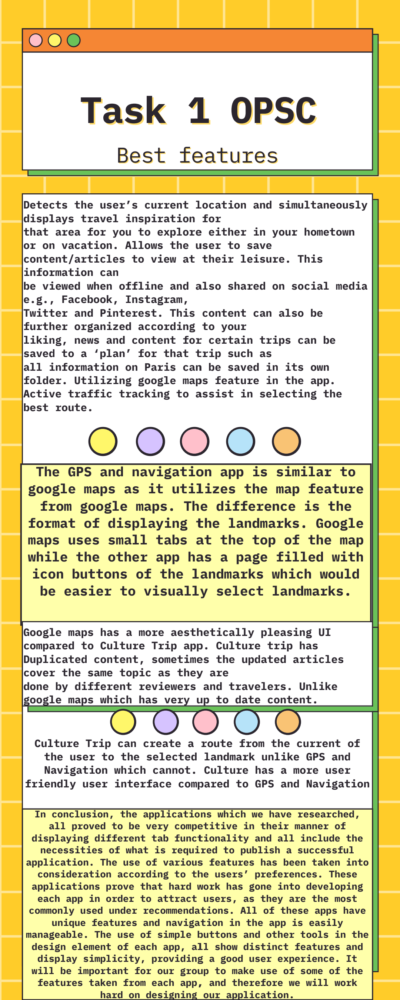 Task 1 OPSC
Best features
Detects the user’s current location and simultaneously
displays travel inspiration for
that area for you to explore either in your hometown
or on vacation. Allows the user to save
content/articles to view at their leisure. This
information can
be viewed when offline and also shared on social media
e.g., Facebook, Instagram,
Twitter and Pinterest. This content can also be
further organized according to your
liking, news and content for certain trips can be
saved to a ‘plan’ for that trip such as
all information on Paris can be saved in its own
folder. Utilizing google maps feature in the app.
Active traffic tracking to assist in selecting the
best route.
The GPS and navigation app is similar to
google maps as it utilizes the map feature
from google maps. The difference is the
format of displaying the landmarks. Google
maps uses small tabs at the top of the map
while the other app has a page filled with
icon buttons of the landmarks which would
be easier to visually select landmarks.
Google maps has a more aesthetically pleasing UI
compared to Culture Trip app. Culture trip has
Duplicated content, sometimes the updated articles
cover the same topic as they are
done by different reviewers and travelers. Unlike
google maps which has very up to date content.
Culture Trip can create a route from the current of
the user to the selected landmark unlike GPS and
Navigation which cannot. Culture has a more user
friendly user interface compared to GPS and Navigation
In conclusion, the applications which we have researched,
all proved to be very competitive in their manner of
displaying different tab functionality and all include the
necessities of what is required to publish a successful
application. The use of various features has been taken into
consideration according to the users’ preferences. These
applications prove that hard work has gone into developing
each app in order to attract users, as they are the most
commonly used under recommendations. All of these apps have
unique features and navigation in the app is easily
manageable. The use of simple buttons and other tools in the
design element of each app, all show distinct features and
display simplicity, providing a good user experience. It
will be important for our group to make use of some of the
features taken from each app, and therefore we will work
hard on designing our application.